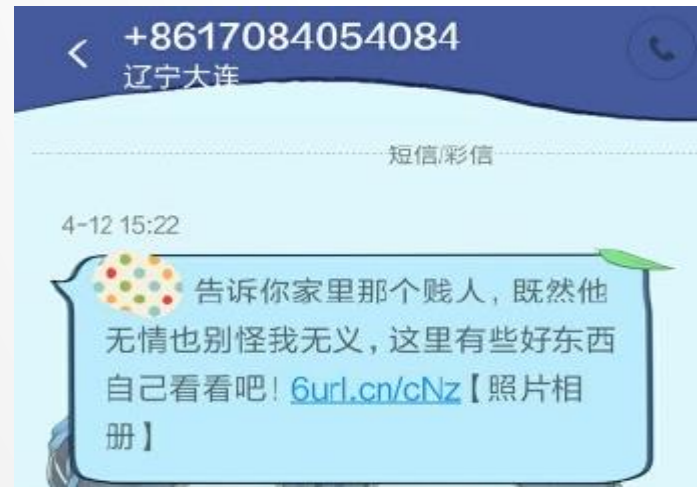 +8617084054084
辽宁大连
短信/彩信
4-12 15:22
告诉你家里那个贱人，既然他
无情也别怪我无义，这里有些好东西
自己看看吧！6url.cn/cNz【照片相
册】